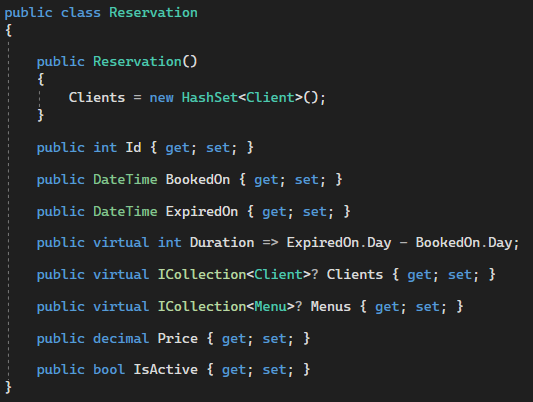 public class Reservation
{
public Reservation()
{
Clients = new HashSet<Client>();
}
public int Id { get; set; }
public DateTime BookedOn { get; set; }
public DateTime ExpiredOn { get; set; }
public virtual int Duration => ExpiredOn.Day - BookedOn.Day;
public virtual ICollection<Client>? Clients { get; set; }
public virtual ICollection<Menu>? Menus { get; set; }
public decimal Price { get; set; }
public bool IsActive { get; set; }
}